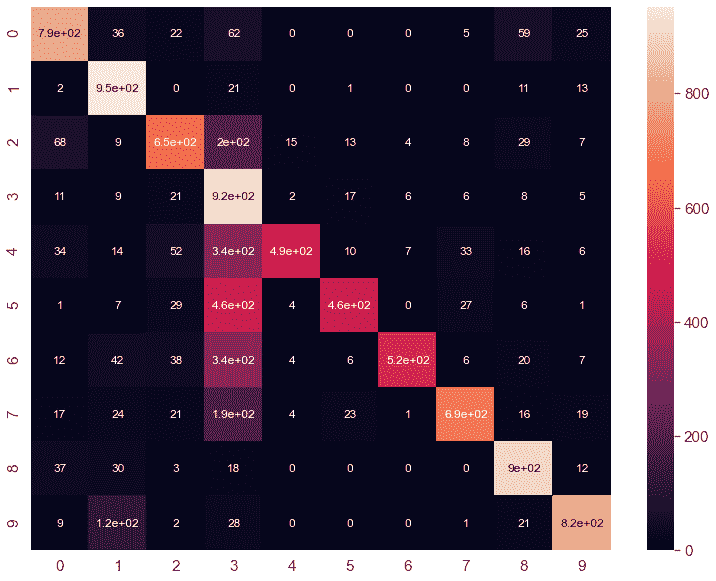 0 7.9e+02 36 22 62 0 0 0 5 59 25
1 2 9.5e+02 0 21 0 1 0 0 11 13
800
2 68 9 6.5e+02 2e+02 15 13 4 8 29 7
3 11 9 21 9.2e+02 2 17 6 6 8 5
600
4 34 14 52 3.4e+02 4.9e+02 10 7 33 16 6
5 1 7 29 4.6e+02 4 4.6e+02 0 27 6 1
400
6 12 42 38 3.4e+02 4 6 5.2e+02 6 20 7
7 17 24 21 1.9e+02 4 23 1 6.9e+02 16 19
200
8 37 30 3 18 0 0 0 0 9e+02 12
9 9 1.2e+02 2 28 0 0 0 1 21 8.2e+02
0
0 1 2 3 4 5 6 7 8 9